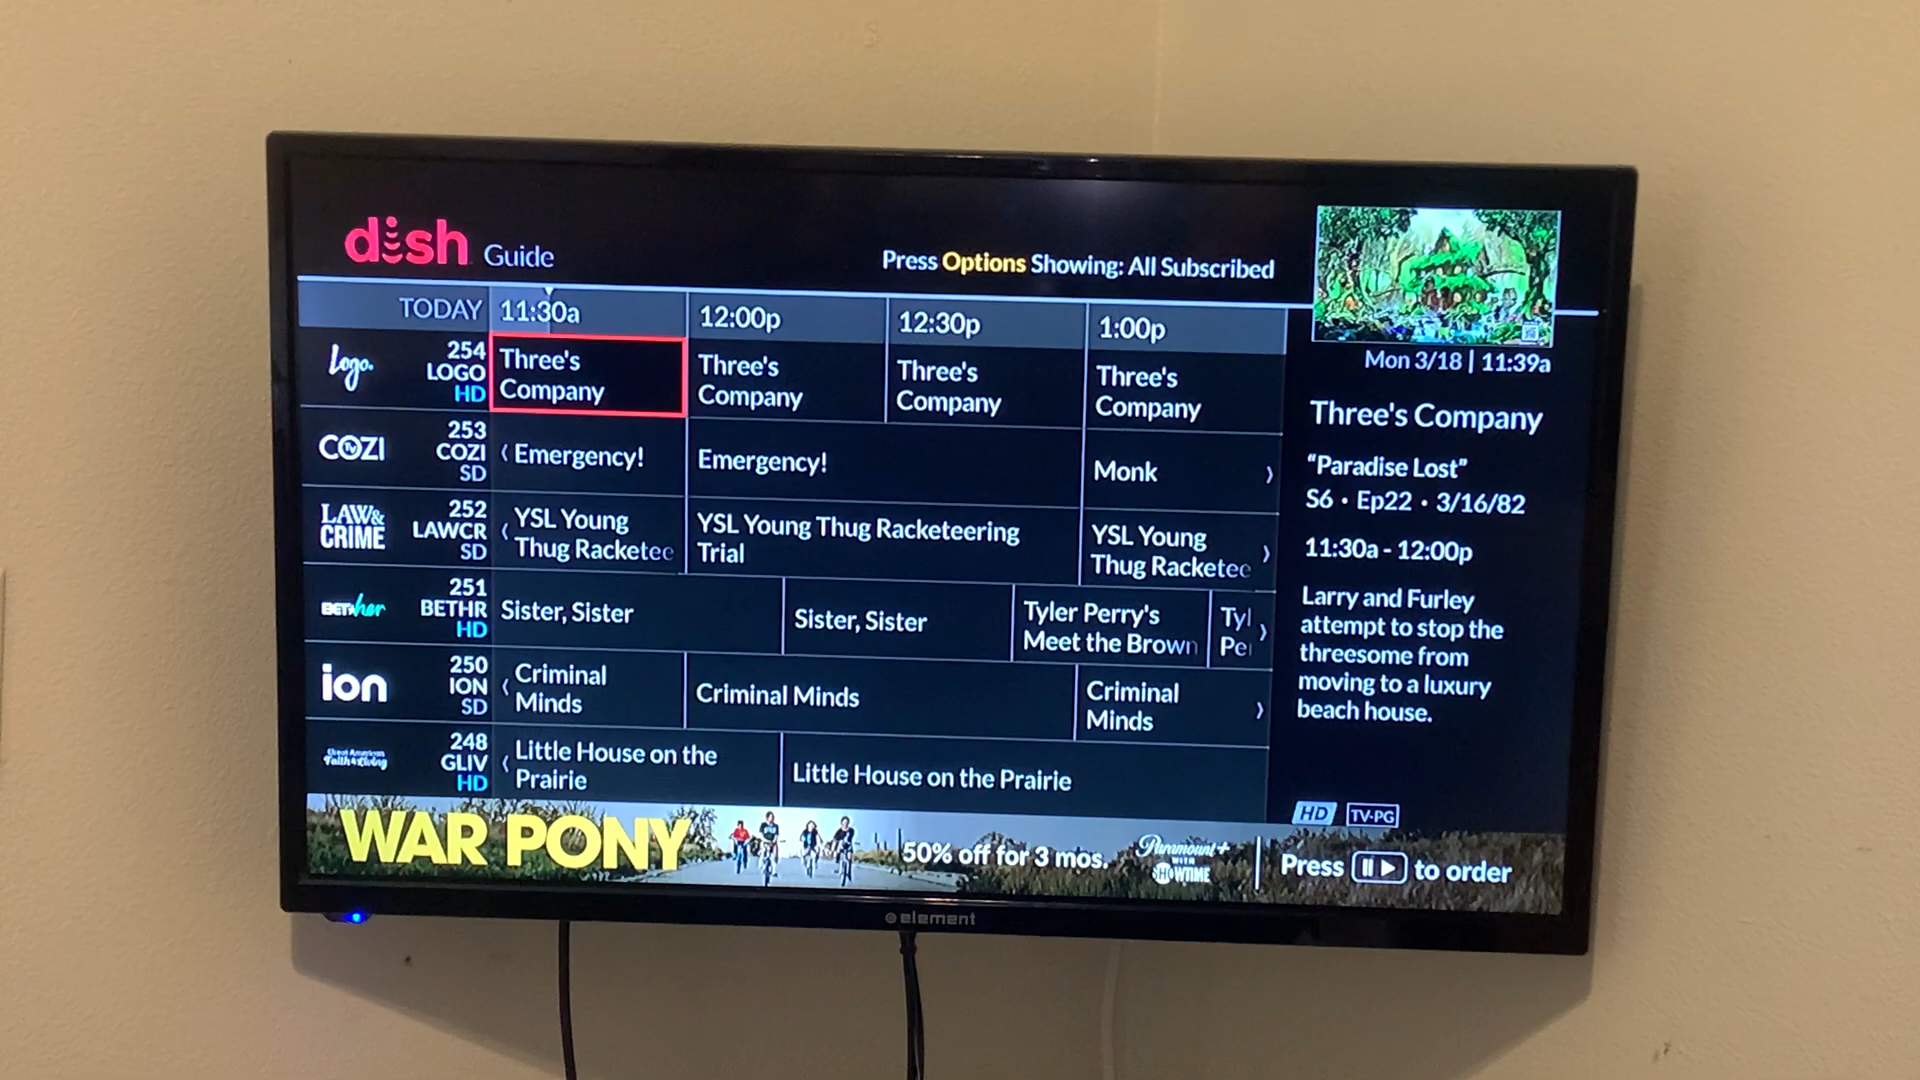 dish Guide
Press Options Showing: All Subscribed
TODAY 11:30a 12:00p 12:30p 1:00p
Mon 3/18 | 11:39a
Logo. 254 LOGO HD
Three's Company
Three's Company
Three's Company
Three's Company
COZI TV 253 COZI SD
Emergency!
Emergency!
Monk
LAW& CRIME 252 LAWCR SD
YSL Young Thug Racketee
YSL Young Thug Racketeering Trial
YSL Young Thug Racketee
BET her 251 BETHR HD
Sister, Sister
Sister, Sister
Tyler Perry's Meet the Brown
Tyl Pe
ion 250 ION SD
Criminal Minds
Criminal Minds
Criminal Minds
Great American Faith & Living 248 GLIV HD
Little House on the Prairie
Little House on the Prairie
Three's Company
“Paradise Lost”
S6 • Ep22 • 3/16/82
11:30a - 12:00p
Larry and Furley
attempt to stop the
threesome from
moving to a luxury
beach house.
HD TV-PG
WAR PONY
50% off for 3 mos.
Paramount+
WITH
SHOWTIME
Press to order
element